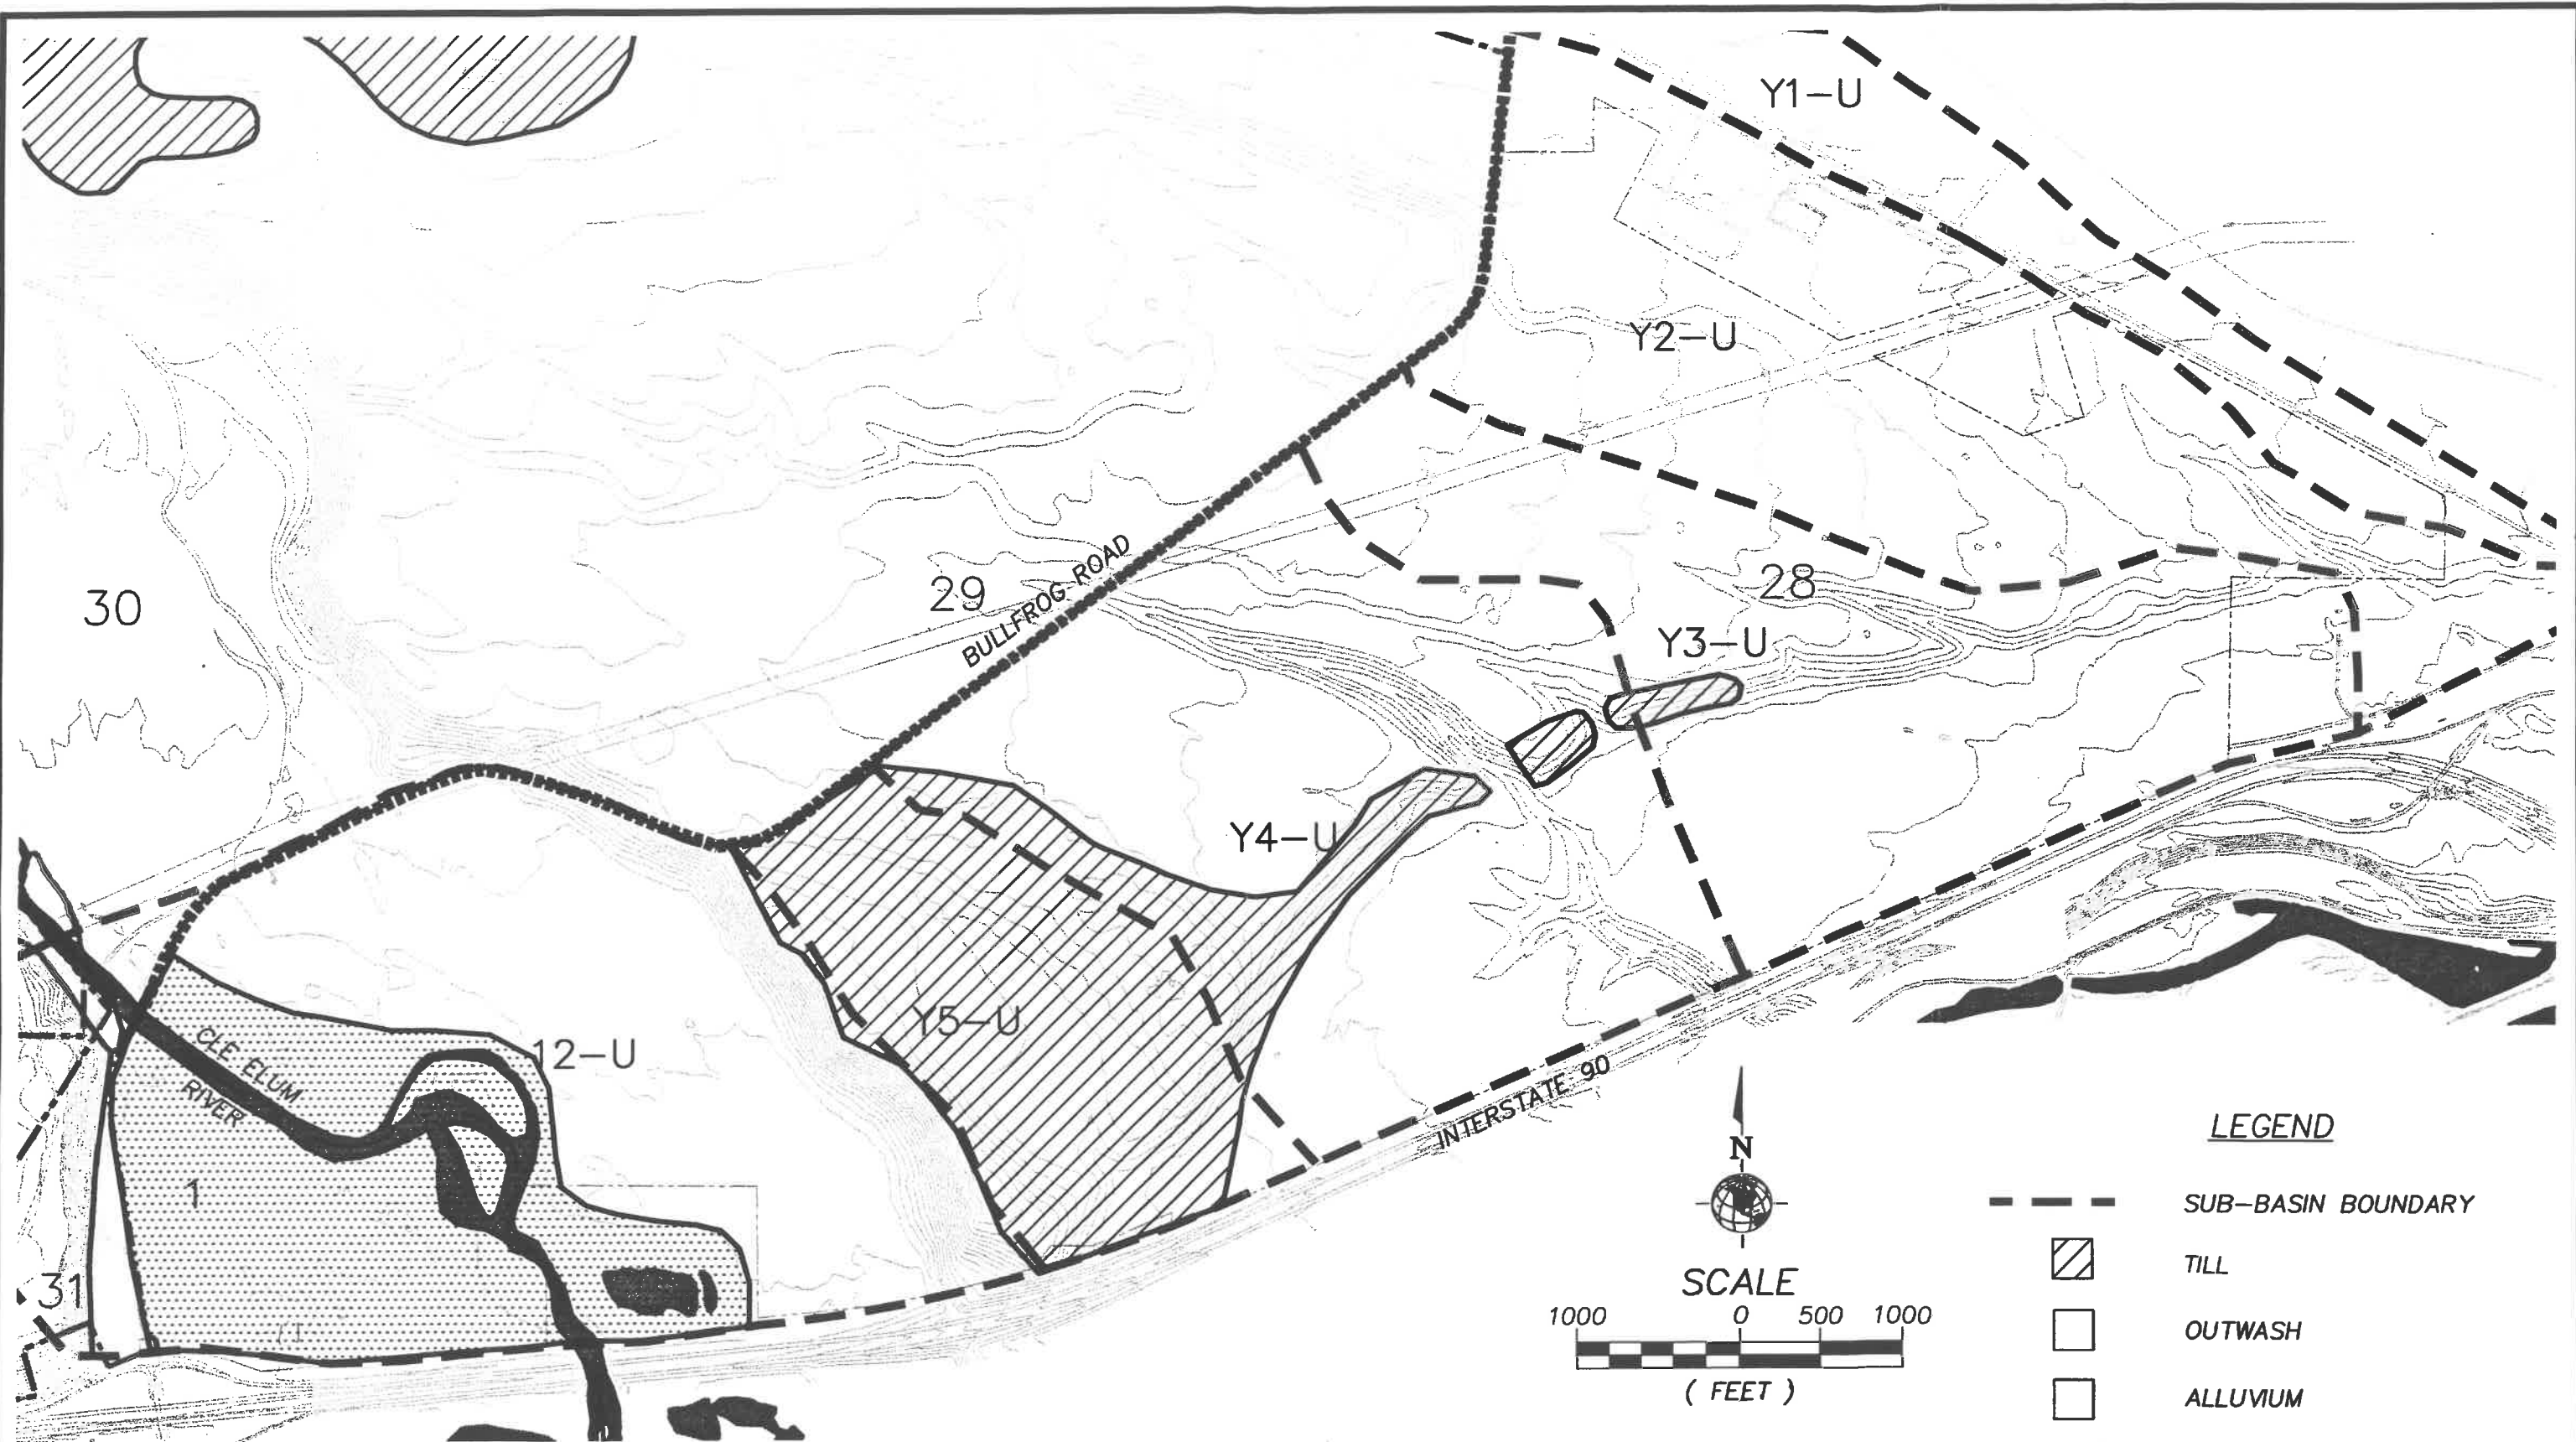 Y1-U
Y2-U
BULLFROG ROAD
30
29
28
Y3-U
Y4-U
Y5-U
12-U
CLE ELUM
RIVER
1
31
INTERSTATE 90
N
SCALE
1000 0 500 1000
( FEET )
LEGEND
SUB-BASIN BOUNDARY
TILL
OUTWASH
ALLUVIUM